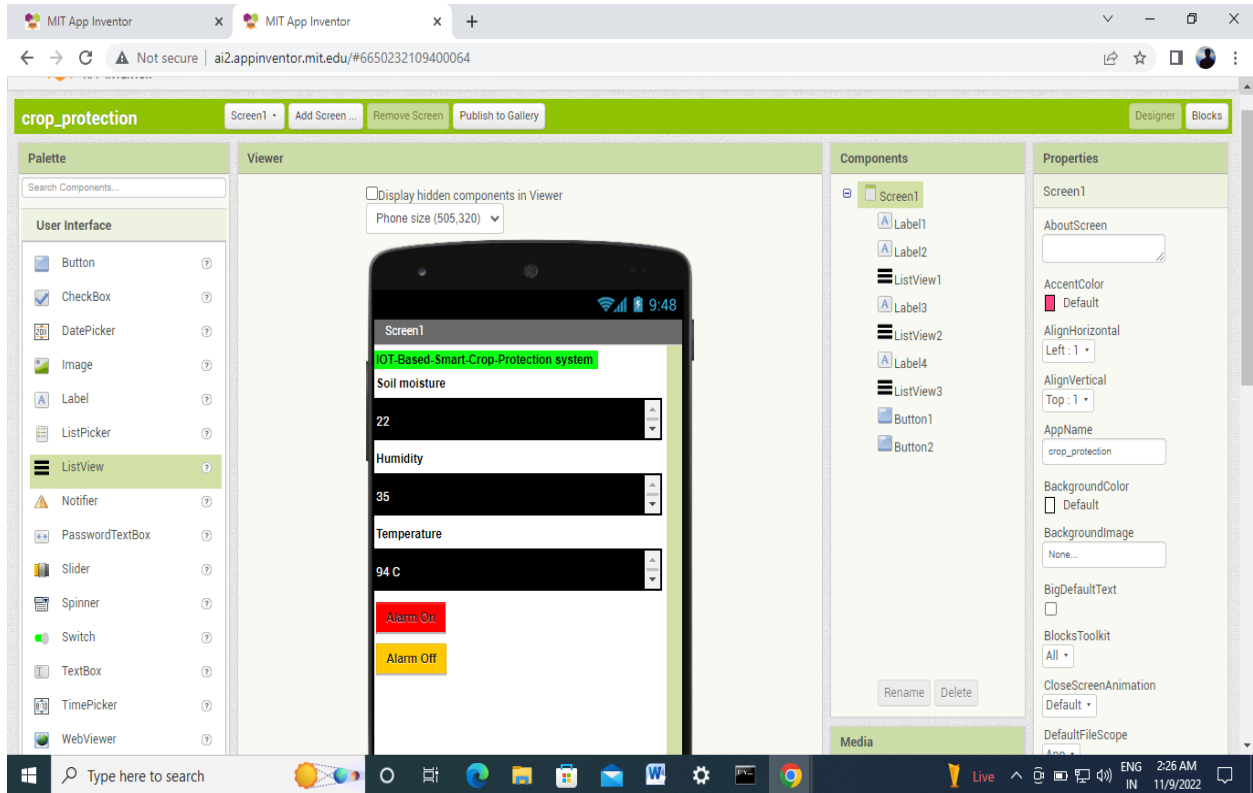 MIT App Inventor
MIT App Inventor
Not secure | ai2.appinventor.mit.edu/#6650232109400064
crop_protection
Screen1
Add Screen ...
Remove Screen
Publish to Gallery
Designer
Blocks
Palette
Search Components...
User Interface
Button
CheckBox
DatePicker
Image
Label
ListPicker
ListView
Notifier
PasswordTextBox
Slider
Spinner
Switch
TextBox
TimePicker
WebViewer
Viewer
Display hidden components in Viewer
Phone size (505,320)
9:48
Screen1
IOT-Based-Smart-Crop-Protection system
Soil moisture
22
Humidity
35
Temperature
94 C
Alarm On
Alarm Off
Components
Screen1
Label1
Label2
ListView1
Label3
ListView2
Label4
ListView3
Button1
Button2
Rename
Delete
Media
Properties
Screen1
AboutScreen
AccentColor
Default
AlignHorizontal
Left : 1
AlignVertical
Top : 1
AppName
crop_protection
BackgroundColor
Default
BackgroundImage
None...
BigDefaultText
BlocksToolkit
All
CloseScreenAnimation
Default
DefaultFileScope
App
Type here to search
Live
ENG
IN
2:26 AM
11/9/2022